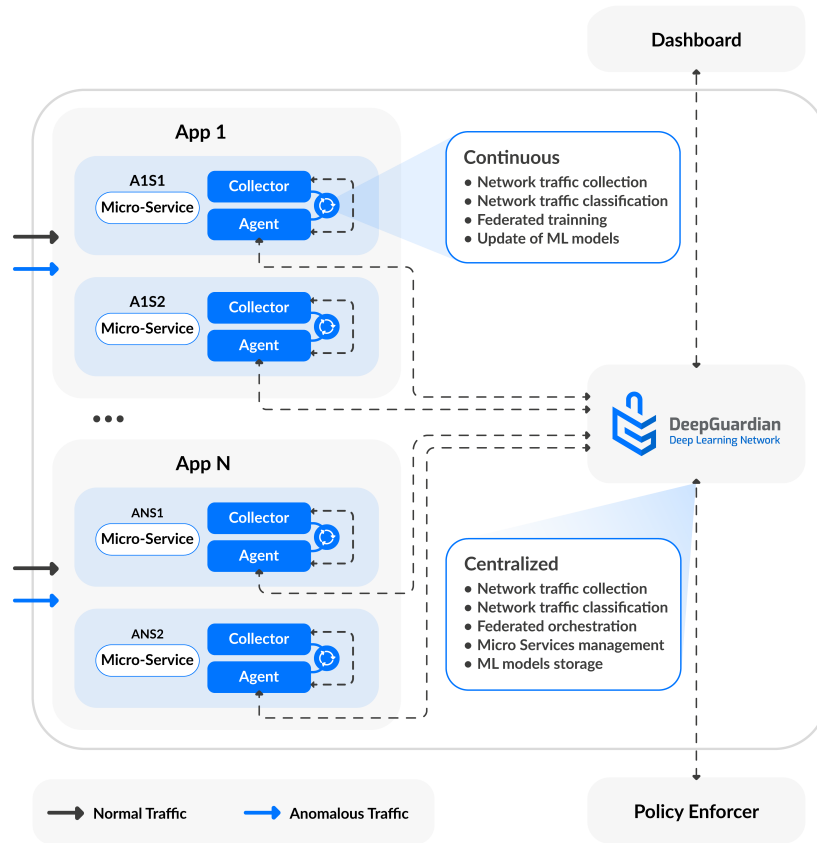 Dashboard
App 1
A1S1
Micro-Service
Collector
Agent
A1S2
Micro-Service
Collector
Agent
Continuous
● Network traffic collection
● Network traffic classification
● Federated trainning
● Update of ML models
•••
App N
ANS1
Micro-Service
Collector
Agent
ANS2
Micro-Service
Collector
Agent
DeepGuardian
Deep Learning Network
Centralized
● Network traffic collection
● Network traffic classification
● Federated orchestration
● Micro Services management
● ML models storage
Normal Traffic
Anomalous Traffic
Policy Enforcer